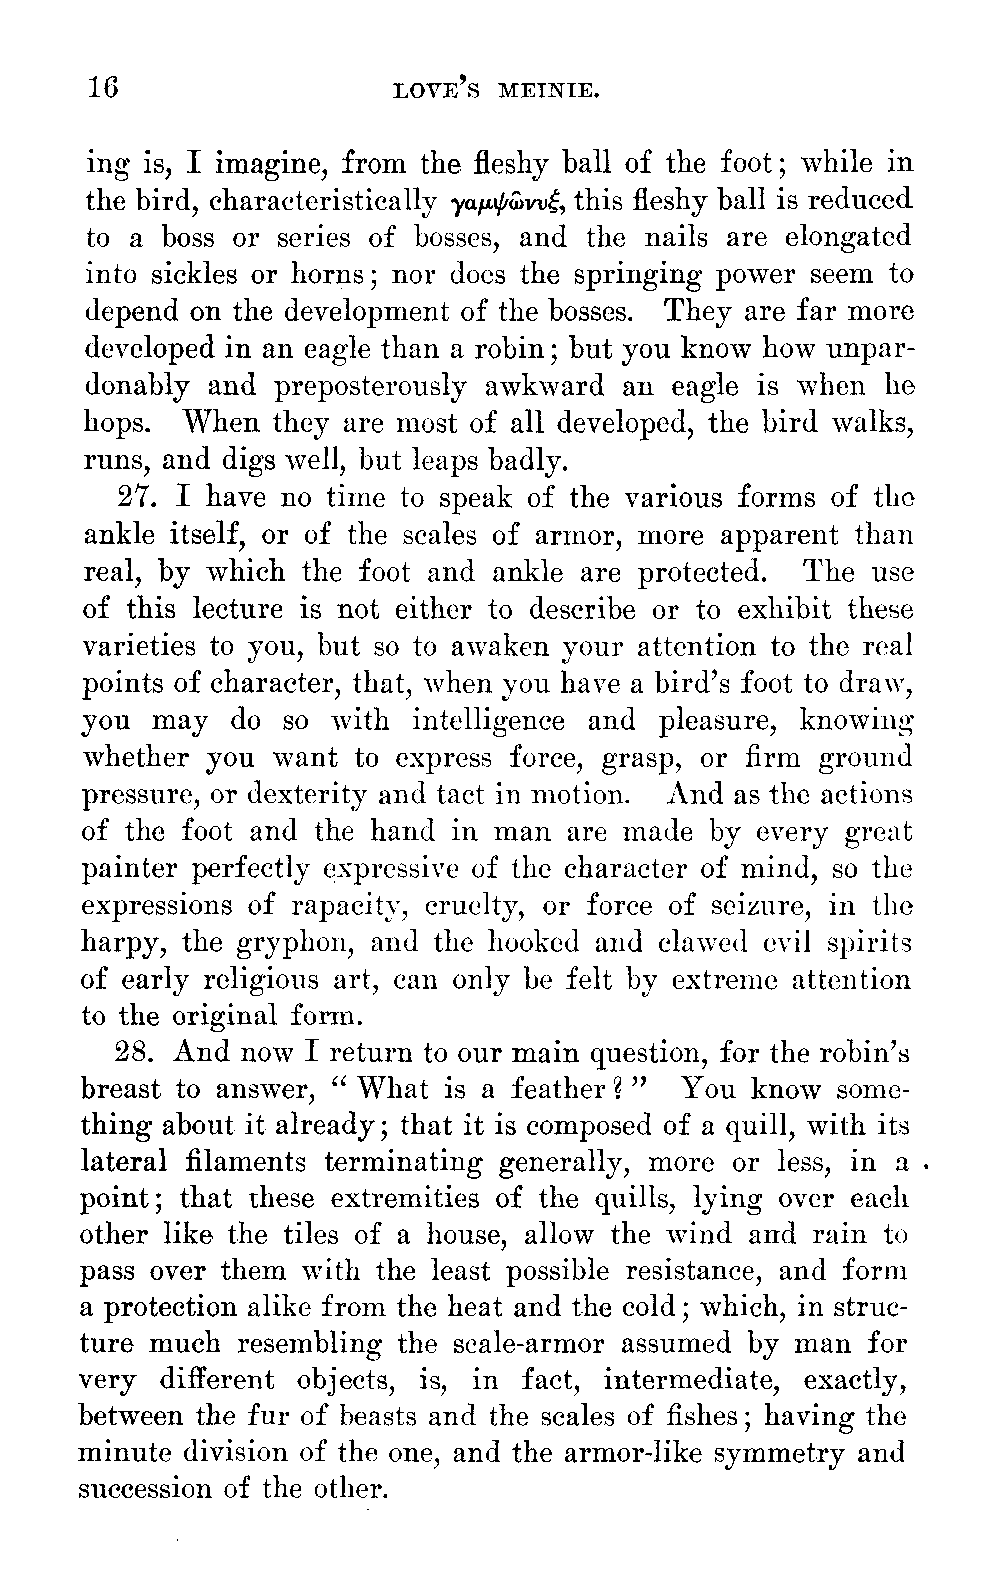 16 LOVE'S MEINIE.
ing is, I imagine, from the fleshy ball of the foot; while in
the bird, characteristically γαμψῶνυξ, this fleshy ball is reduced
to a boss or series of bosses, and the nails are elongated
into sickles or horns; nor does the springing power seem to
depend on the development of the bosses. They are far more
developed in an eagle than a robin; but you know how unpar-
donably and preposterously awkward an eagle is when he
hops. When they are most of all developed, the bird walks,
runs, and digs well, but leaps badly.
27. I have no time to speak of the various forms of the
ankle itself, or of the scales of armor, more apparent than
real, by which the foot and ankle are protected. The use
of this lecture is not either to describe or to exhibit these
varieties to you, but so to awaken your attention to the real
points of character, that, when you have a bird's foot to draw,
you may do so with intelligence and pleasure, knowing
whether you want to express force, grasp, or firm ground
pressure, or dexterity and tact in motion. And as the actions
of the foot and the hand in man are made by every great
painter perfectly expressive of the character of mind, so the
expressions of rapacity, cruelty, or force of seizure, in the
harpy, the gryphon, and the hooked and clawed evil spirits
of early religious art, can only be felt by extreme attention
to the original form.
28. And now I return to our main question, for the robin's
breast to answer, "What is a feather?" You know some-
thing about it already; that it is composed of a quill, with its
lateral filaments terminating generally, more or less, in a
point; that these extremities of the quills, lying over each
other like the tiles of a house, allow the wind and rain to
pass over them with the least possible resistance, and form
a protection alike from the heat and the cold; which, in struc-
ture much resembling the scale-armor assumed by man for
very different objects, is, in fact, intermediate, exactly,
between the fur of beasts and the scales of fishes; having the
minute division of the one, and the armor-like symmetry and
succession of the other.